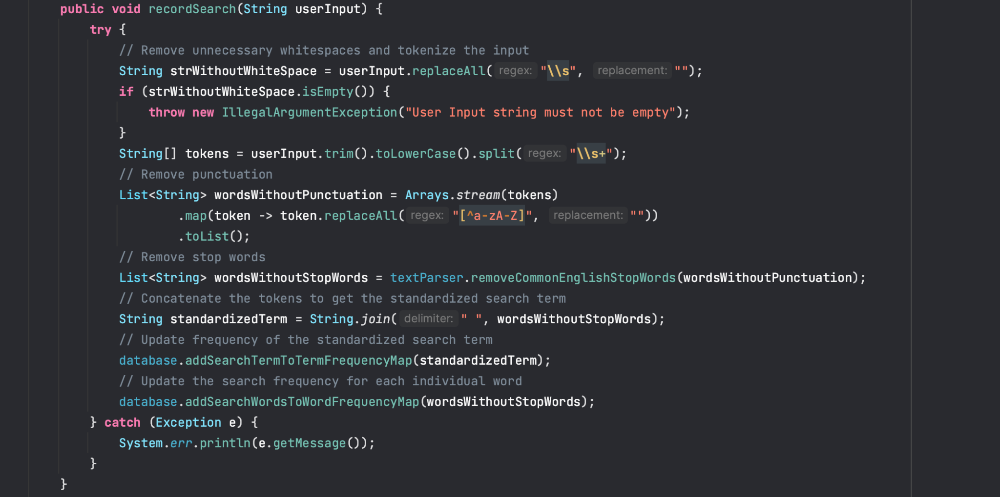 public void recordSearch(String userInput) {
try {
// Remove unnecessary whitespaces and tokenize the input
String strWithoutWhiteSpace = userInput.replaceAll( regex: "\\s", replacement: "");
if (strWithoutWhiteSpace.isEmpty()) {
throw new IllegalArgumentException("User Input string must not be empty");
}
String[] tokens = userInput.trim().toLowerCase().split( regex: "\\s+");
// Remove punctuation
List<String> wordsWithoutPunctuation = Arrays.stream(tokens)
.map(token -> token.replaceAll( regex: "[^a-zA-Z]", replacement: ""))
.toList();
// Remove stop words
List<String> wordsWithoutStopWords = textParser.removeCommonEnglishStopWords(wordsWithoutPunctuation);
// Concatenate the tokens to get the standardized search term
String standardizedTerm = String.join( delimiter: " ", wordsWithoutStopWords);
// Update frequency of the standardized search term
database.addSearchTermToTermFrequencyMap(standardizedTerm);
// Update the search frequency for each individual word
database.addSearchWordsToWordFrequencyMap(wordsWithoutStopWords);
} catch (Exception e) {
System.err.println(e.getMessage());
}
}